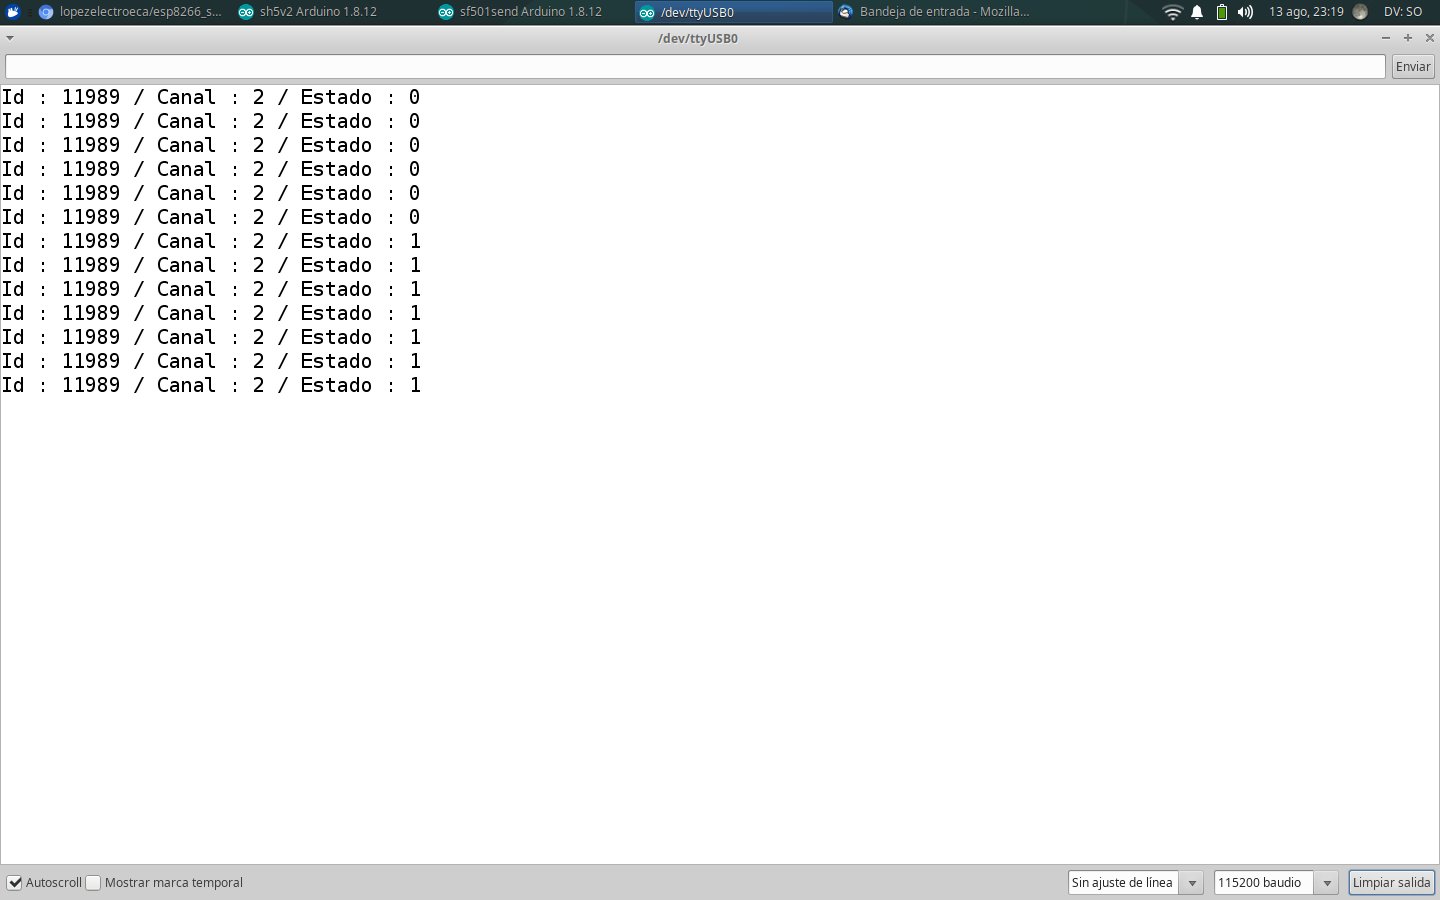 lopezelectroeca/esp8266_s...
sh5v2 Arduino 1.8.12
sf501send Arduino 1.8.12
/dev/ttyUSB0
Bandeja de entrada - Mozilla...
13 ago, 23:19
DV: SO
/dev/ttyUSB0
Enviar
Id : 11989 / Canal : 2 / Estado : 0
Id : 11989 / Canal : 2 / Estado : 0
Id : 11989 / Canal : 2 / Estado : 0
Id : 11989 / Canal : 2 / Estado : 0
Id : 11989 / Canal : 2 / Estado : 0
Id : 11989 / Canal : 2 / Estado : 0
Id : 11989 / Canal : 2 / Estado : 1
Id : 11989 / Canal : 2 / Estado : 1
Id : 11989 / Canal : 2 / Estado : 1
Id : 11989 / Canal : 2 / Estado : 1
Id : 11989 / Canal : 2 / Estado : 1
Id : 11989 / Canal : 2 / Estado : 1
Id : 11989 / Canal : 2 / Estado : 1
Autoscroll
Mostrar marca temporal
Sin ajuste de línea
115200 baudio
Limpiar salida